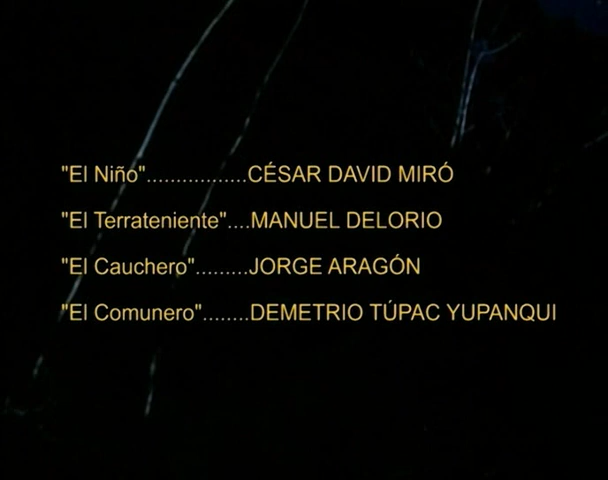 "El Niño".................CÉSAR DAVID MIRÓ
"El Terrateniente"....MANUEL DELORIO
"El Cauchero".........JORGE ARAGÓN
"El Comunero"........DEMETRIO TÚPAC YUPANQUI